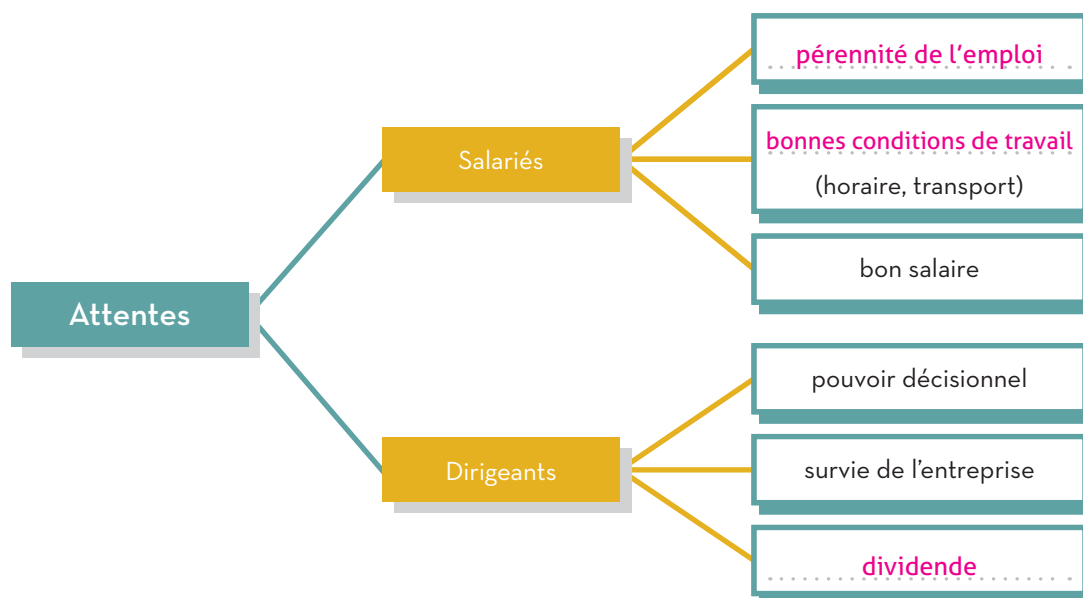 Attentes
Salariés
pérennité de l'emploi
bonnes conditions de travail
(horaire, transport)
bon salaire
Dirigeants
pouvoir décisionnel
survie de l'entreprise
dividende